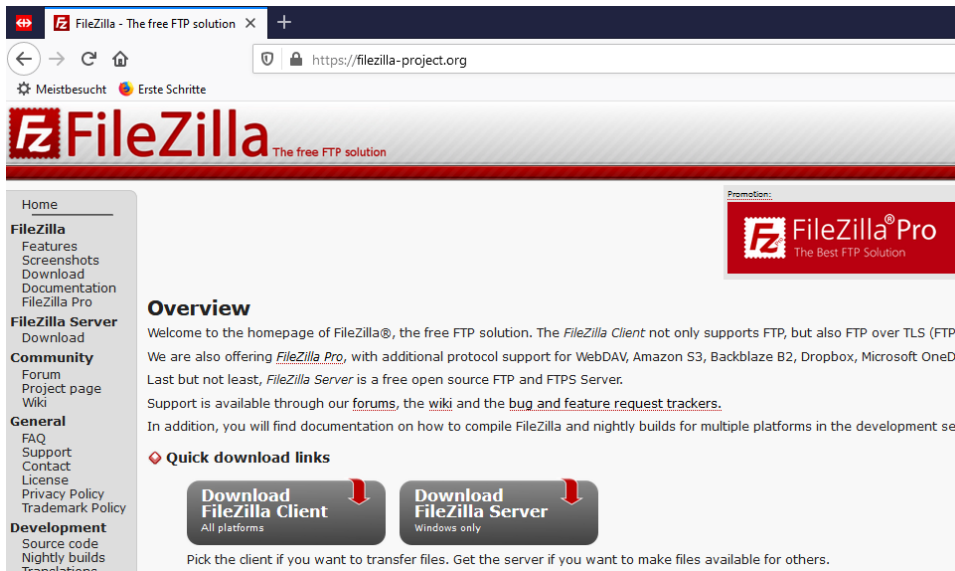 FileZilla - The free FTP solution
https://filezilla-project.org
Meistbesucht Erste Schritte
FZ FileZilla The free FTP solution
Home
FileZilla
Features
Screenshots
Download
Documentation
FileZilla Pro
FileZilla Server
Download
Community
Forum
Project page
Wiki
General
FAQ
Support
Contact
License
Privacy Policy
Trademark Policy
Development
Source code
Nightly builds
Translations
Promotion:
FZ FileZilla® Pro
The Best FTP Solution
Overview
Welcome to the homepage of FileZilla®, the free FTP solution. The FileZilla Client not only supports FTP, but also FTP over TLS (FTP
We are also offering FileZilla Pro, with additional protocol support for WebDAV, Amazon S3, Backblaze B2, Dropbox, Microsoft OneD
Last but not least, FileZilla Server is a free open source FTP and FTPS Server.
Support is available through our forums, the wiki and the bug and feature request trackers.
In addition, you will find documentation on how to compile FileZilla and nightly builds for multiple platforms in the development se
Quick download links
Download
FileZilla Client
All platforms
Download
FileZilla Server
Windows only
Pick the client if you want to transfer files. Get the server if you want to make files available for others.